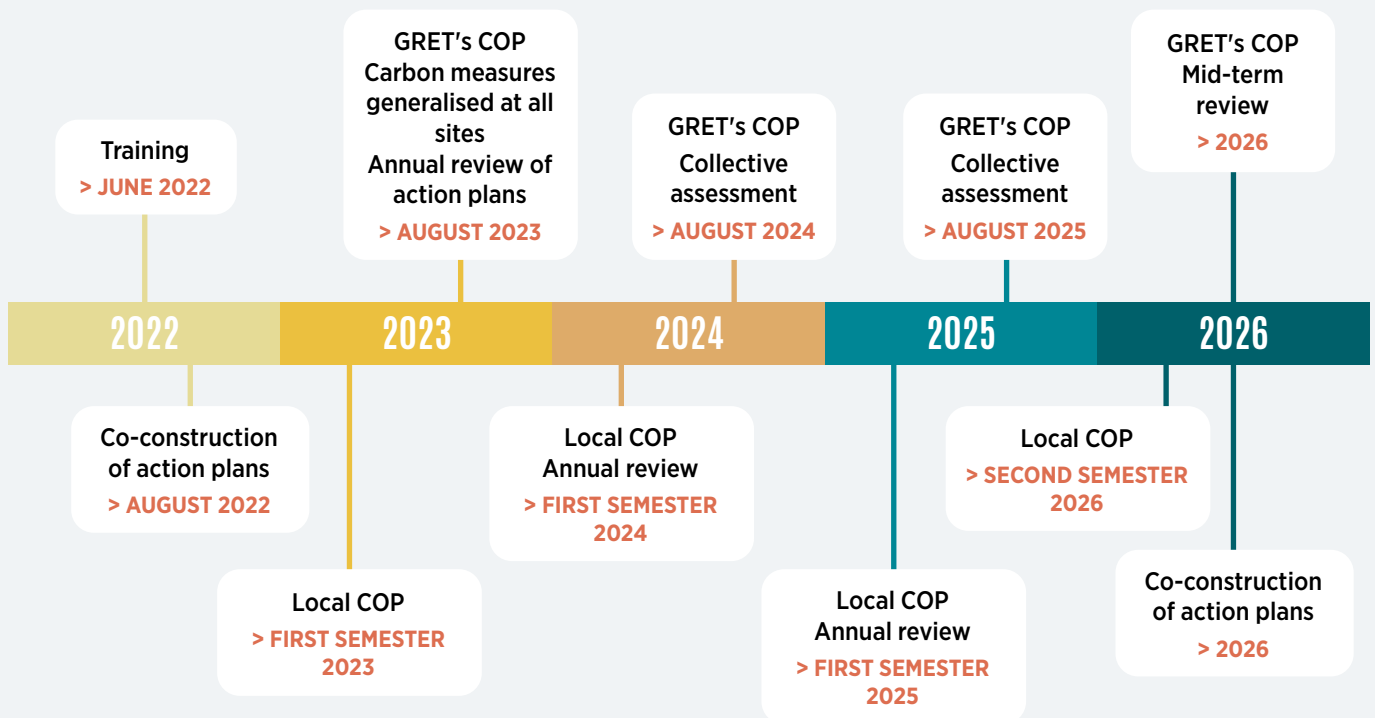 Training
> JUNE 2022
GRET's COP
Carbon measures
generalised at all
sites
Annual review of
action plans
> AUGUST 2023
GRET's COP
Collective
assessment
> AUGUST 2024
GRET's COP
Collective
assessment
> AUGUST 2025
GRET's COP
Mid-term
review
> 2026
2022
2023
2024
2025
2026
Co-construction
of action plans
> AUGUST 2022
Local COP
> FIRST SEMESTER
2023
Local COP
Annual review
> FIRST SEMESTER
2024
Local COP
Annual review
> FIRST SEMESTER
2025
Local COP
> SECOND SEMESTER
2026
Co-construction
of action plans
> 2026